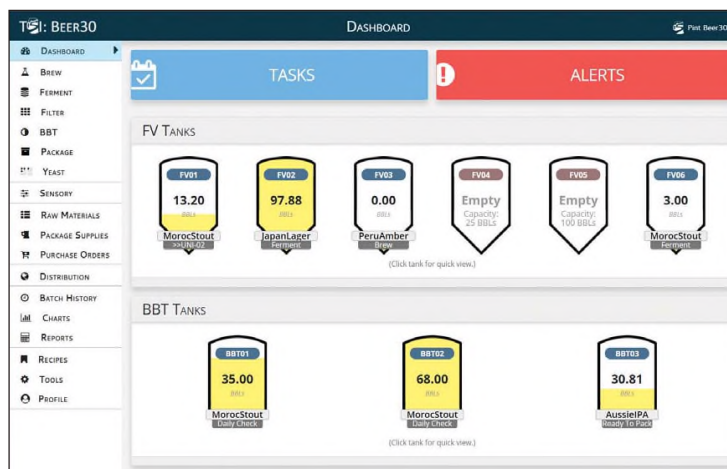 TSI: BEER30
DASHBOARD
Pint Beer30
DASHBOARD
BREW
FERMENT
FILTER
BBT
PACKAGE
YEAST
SENSORY
RAW MATERIALS
PACKAGE SUPPLIES
PURCHASE ORDERS
DISTRIBUTION
BATCH HISTORY
CHARTS
REPORTS
RECIPES
TOOLS
PROFILE
TASKS
ALERTS
FV TANKS
FV01
13.20
BBLs
MorocStout
>>UNI-02
FV02
97.88
BBLs
JapanLager
Ferment
FV03
0.00
BBLs
PeruAmber
Brew
FV04
Empty
Capacity:
25 BBLs
FV05
Empty
Capacity:
100 BBLs
FV06
3.00
BBLs
MorocStout
Ferment
(Click tank for quick view.)
BBT TANKS
BBT01
35.00
BBLs
MorocStout
Daily Check
BBT02
68.00
BBLs
MorocStout
Daily Check
BBT03
30.81
BBLs
AussieIPA
Ready To Pack
(Click tank for quick view.)